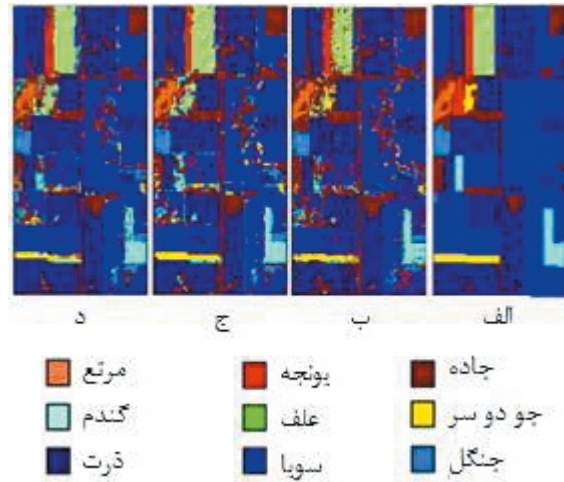 الف ب ج د
جاده یونجه مرتع
جو دو سر علف گندم
جنگل سویا ذرت